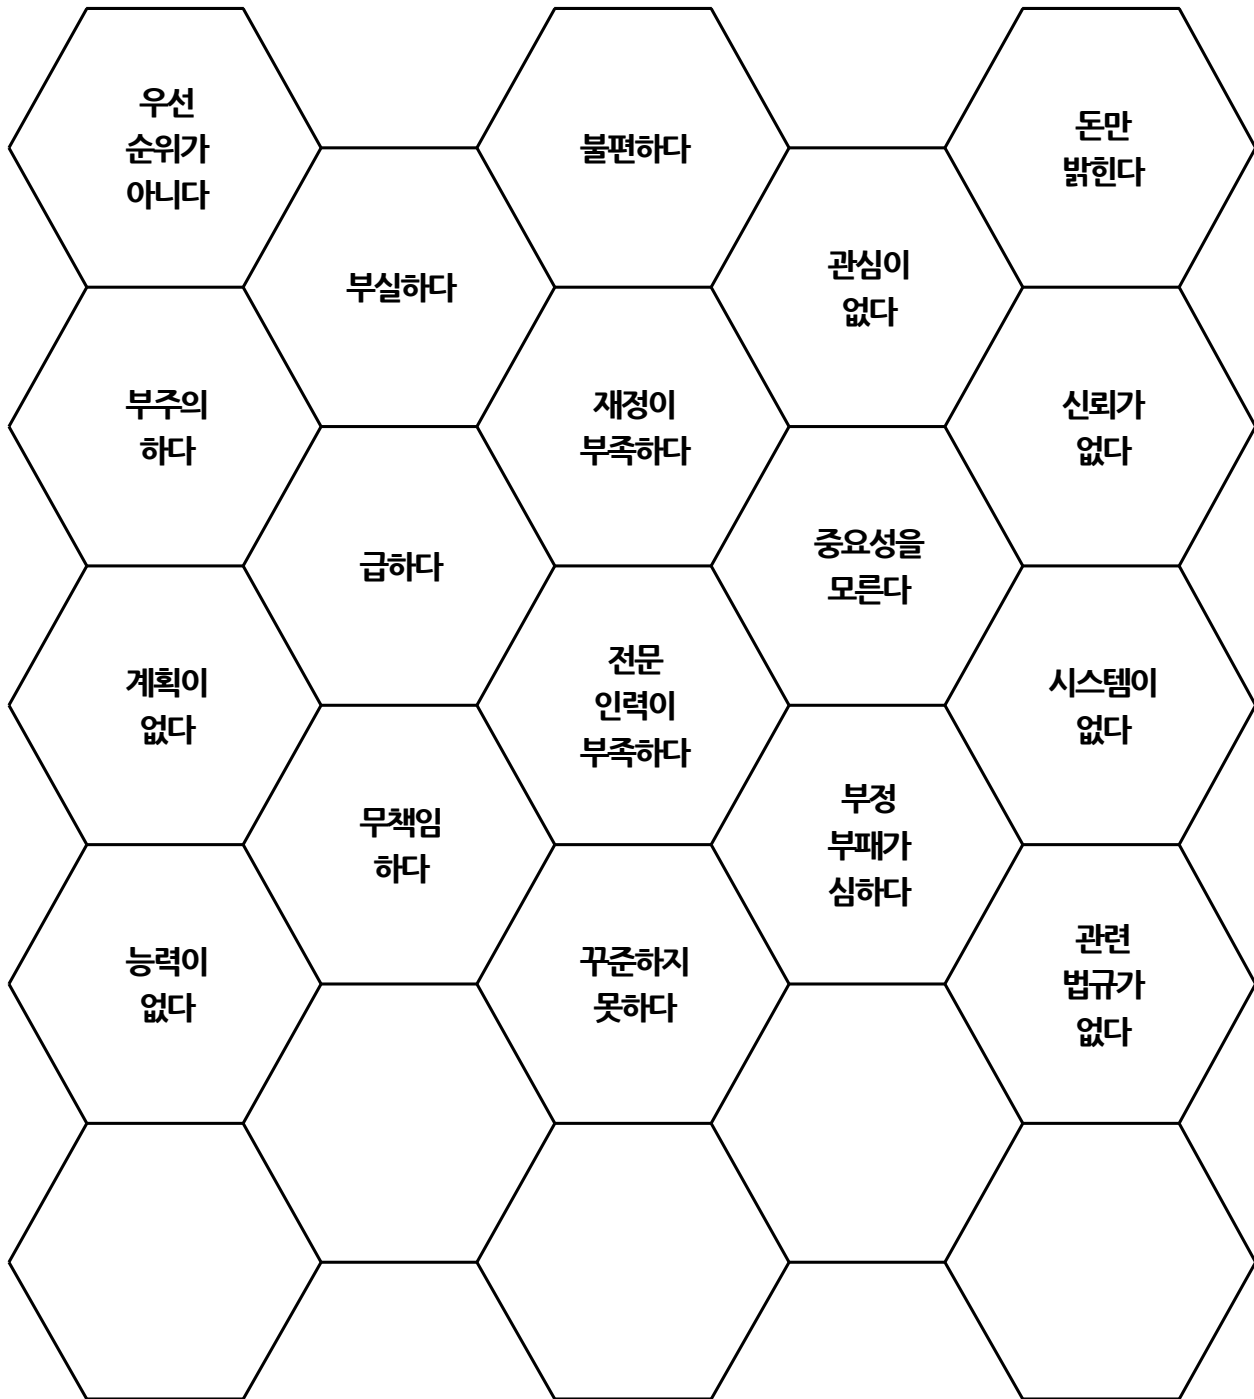 우선
순위가
아니다
불편하다
돈만
밝힌다
부실하다
관심이
없다
부주의
하다
재정이
부족하다
신뢰가
없다
급하다
중요성을
모른다
계획이
없다
전문
인력이
부족하다
시스템이
없다
무책임
하다
부정
부패가
심하다
능력이
없다
꾸준하지
못하다
관련
법규가
없다